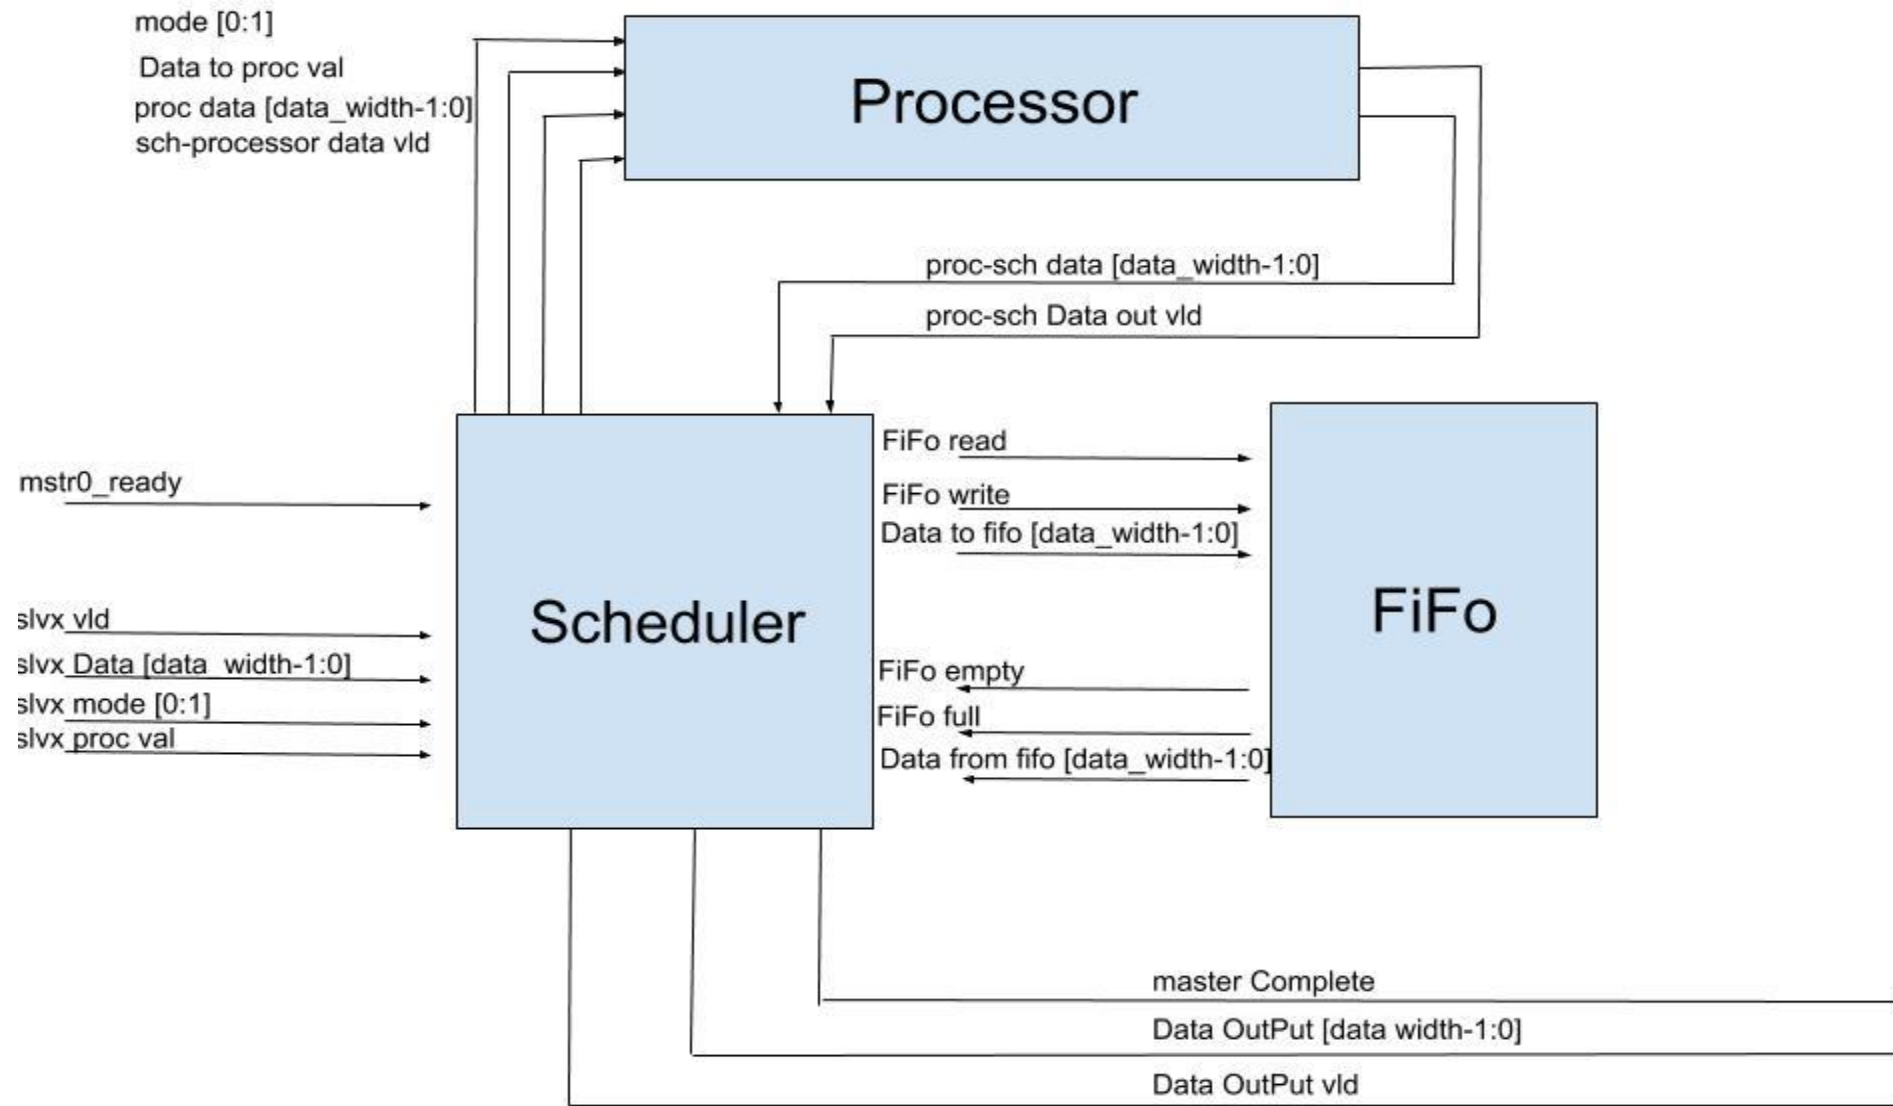 mode [0:1]
Data to proc val
proc data [data_width-1:0]
sch-processor data vld
Processor
proc-sch data [data_width-1:0]
proc-sch Data out vld
mstr0_ready
slvx vld
slvx Data [data_width-1:0]
slvx mode [0:1]
slvx proc val
Scheduler
FiFo read
FiFo write
Data to fifo [data_width-1:0]
FiFo empty
FiFo full
Data from fifo [data_width-1:0]
FiFo
master Complete
Data OutPut [data width-1:0]
Data OutPut vld